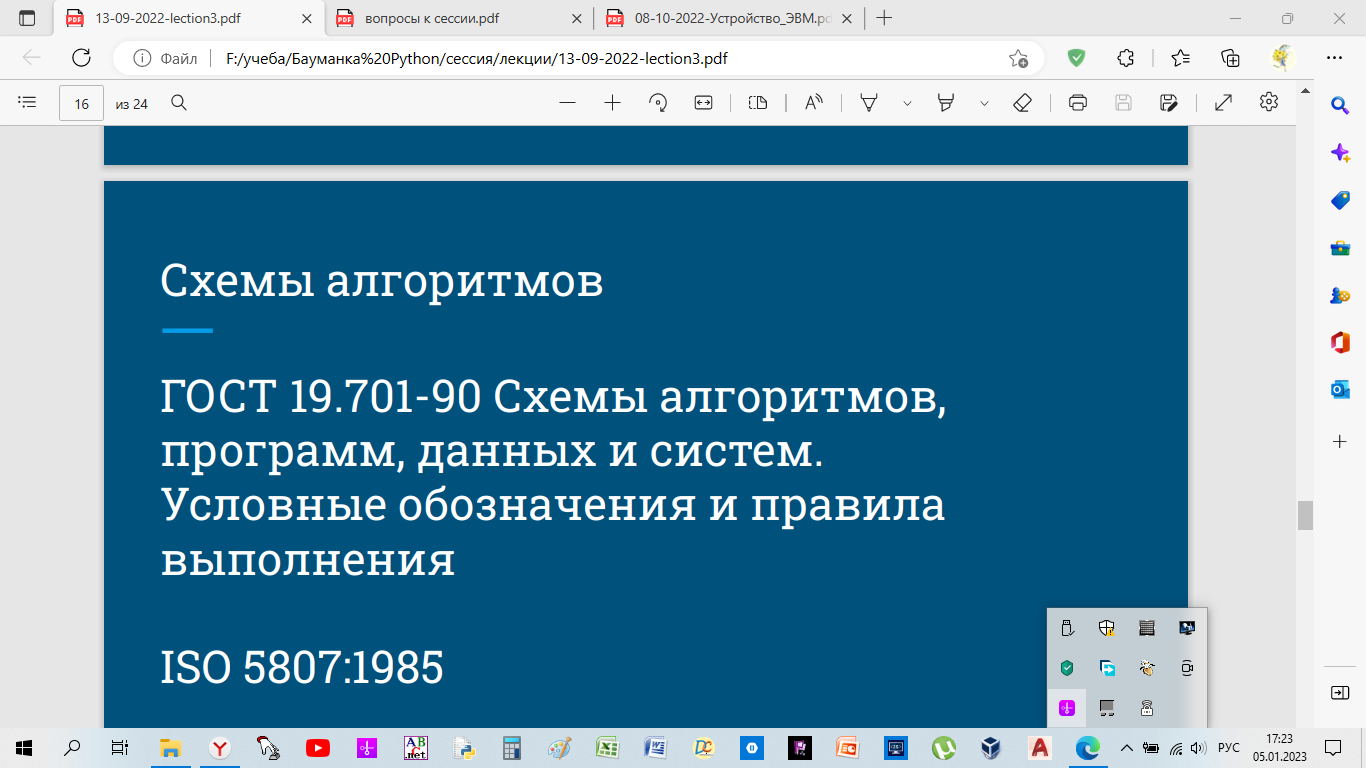 13-09-2022-lection3.pdf
вопросы к сессии.pdf
08-10-2022-Устройство_ЭВМ.pd
Файл
F:/учеба/Бауманка%20Python/сессия/лекции/13-09-2022-lection3.pdf
16
из 24
Схемы алгоритмов
ГОСТ 19.701-90 Схемы алгоритмов,
программ, данных и систем.
Условные обозначения и правила
выполнения
ISO 5807:1985
РУС
17:23
05.01.2023